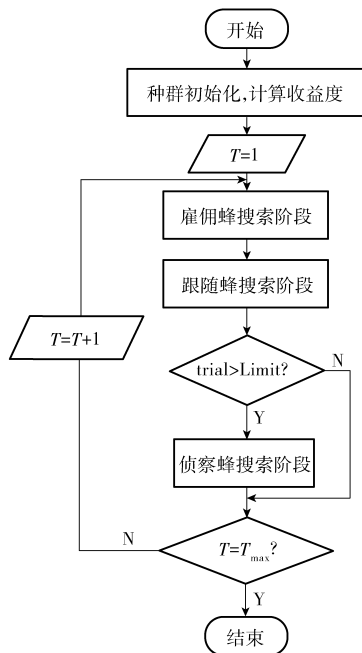 开始
种群初始化,计算收益度
T=1
雇佣蜂搜索阶段
跟随蜂搜索阶段
T=T+1
trial>Limit?
N
Y
侦察蜂搜索阶段
N
T=Tmax?
Y
结束